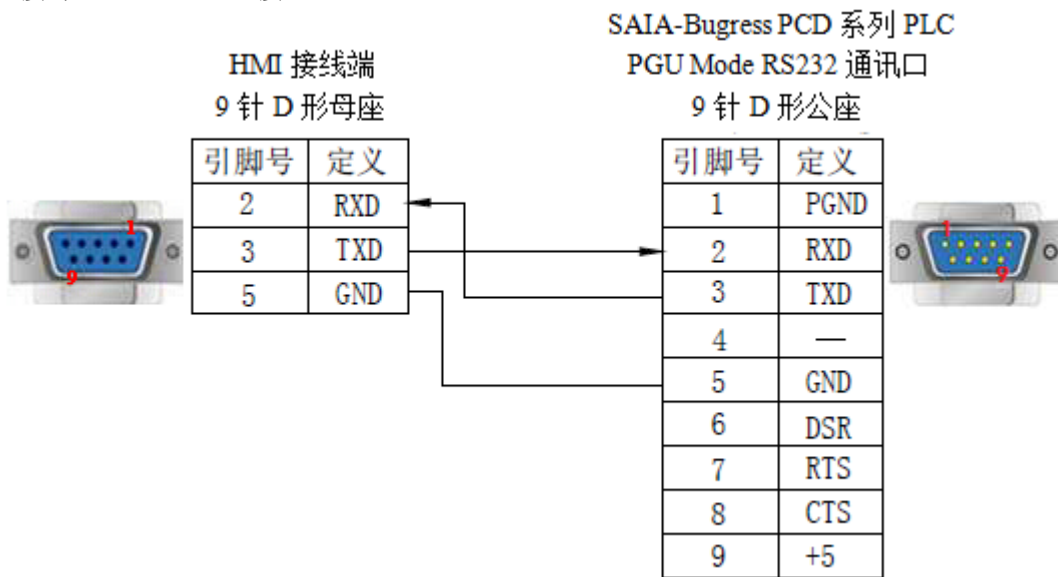 SAIA-Bugress PCD 系列 PLC
HMI 接线端
PGU Mode RS232 通讯口
9 针 D 形母座
9 针 D 形公座
引脚号 定义
2 RXD
3 TXD
5 GND
引脚号 定义
1 PGND
2 RXD
3 TXD
4 —
5 GND
6 DSR
7 RTS
8 CTS
9 +5
1
9
1
9